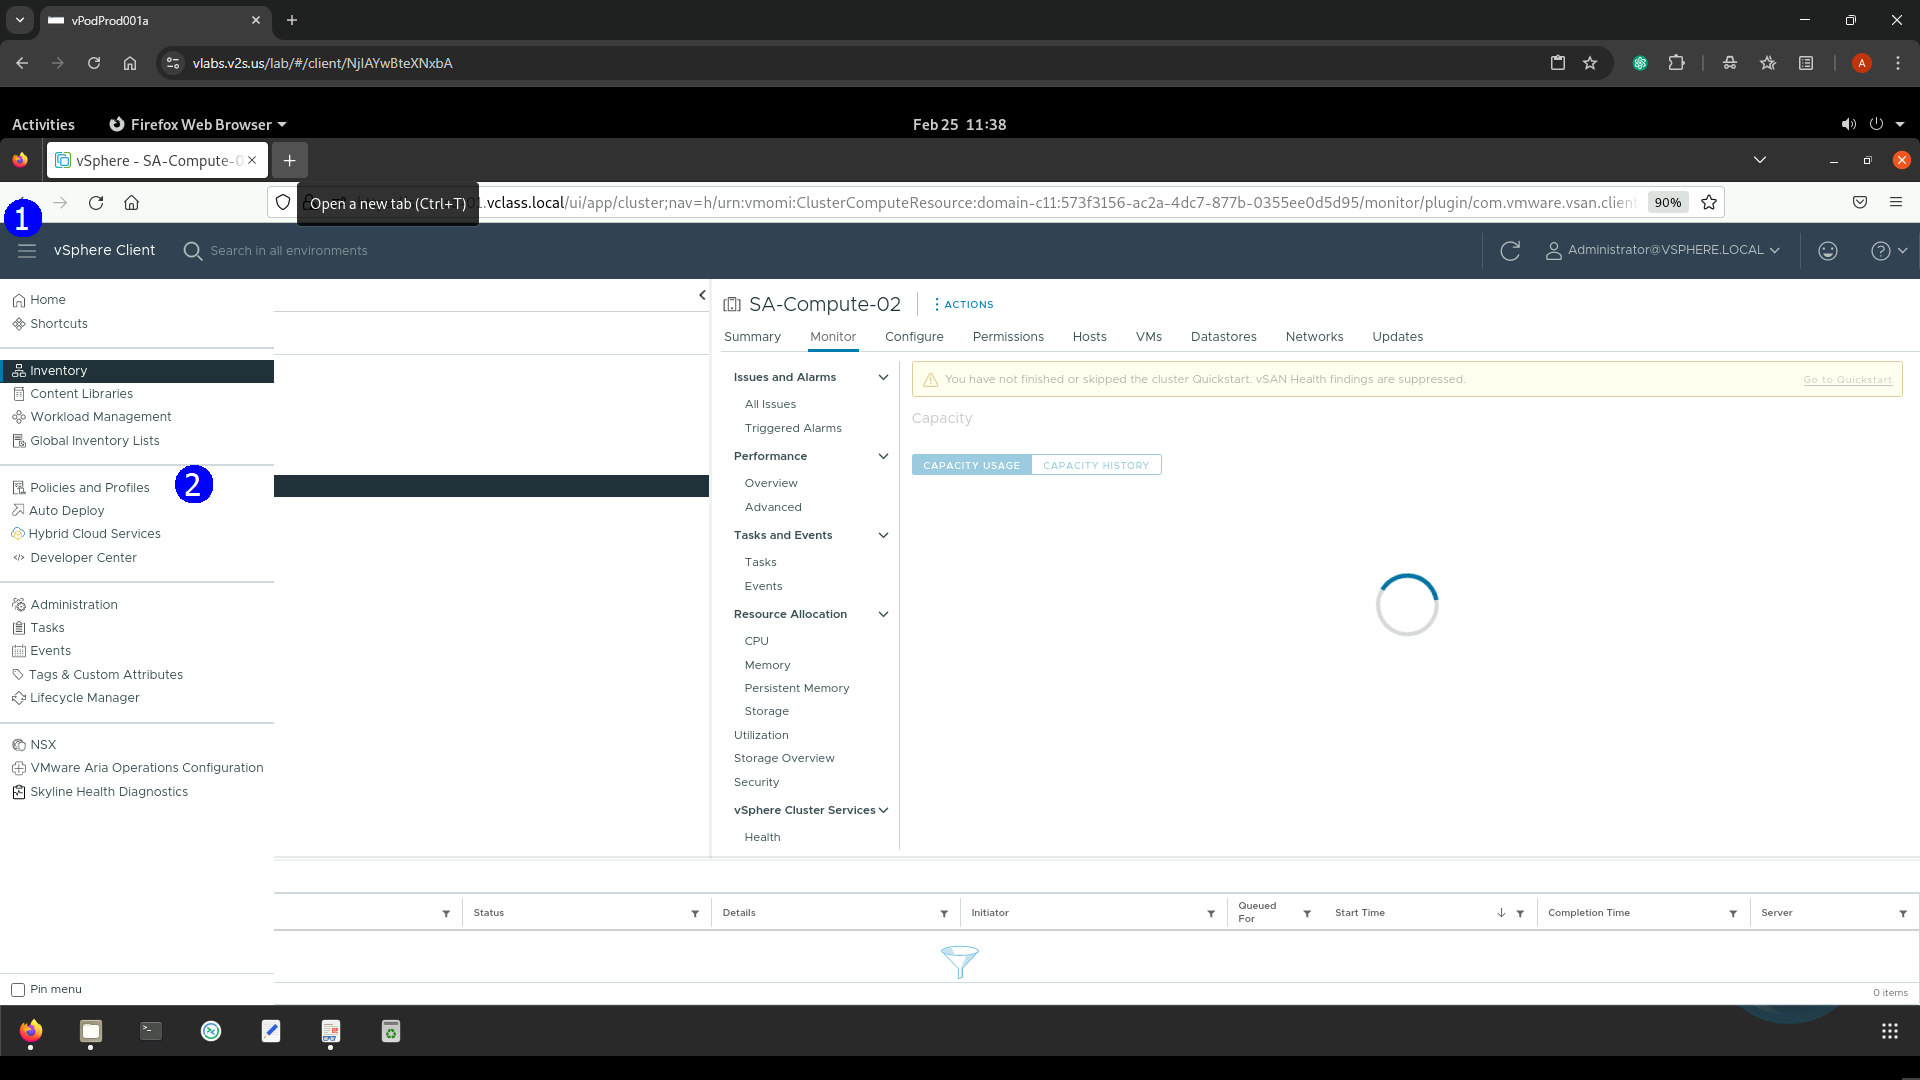 vPodProd001a
vlabs.v2s.us/lab/#/client/NjIAYwBteXNxbA
A
Activities
Firefox Web Browser
Feb 25 11:38
vSphere - SA-Compute-0
Open a new tab (Ctrl+T)
.vclass.local/ui/app/cluster;nav=h/urn:vmomi:ClusterComputeResource:domain-c11:573f3156-ac2a-4dc7-877b-0355ee0d5d95/monitor/plugin/com.vmware.vsan.client
90%
1
vSphere Client
Search in all environments
Administrator@VSPHERE.LOCAL
Home
Shortcuts
Inventory
Content Libraries
Workload Management
Global Inventory Lists
Policies and Profiles
2
Auto Deploy
Hybrid Cloud Services
Developer Center
Administration
Tasks
Events
Tags & Custom Attributes
Lifecycle Manager
NSX
VMware Aria Operations Configuration
Skyline Health Diagnostics
Pin menu
SA-Compute-02
ACTIONS
Summary
Monitor
Configure
Permissions
Hosts
VMs
Datastores
Networks
Updates
Issues and Alarms
All Issues
Triggered Alarms
Performance
Overview
Advanced
Tasks and Events
Tasks
Events
Resource Allocation
CPU
Memory
Persistent Memory
Storage
Utilization
Storage Overview
Security
vSphere Cluster Services
Health
You have not finished or skipped the cluster Quickstart. vSAN Health findings are suppressed.
Go to Quickstart
Capacity
CAPACITY USAGE
CAPACITY HISTORY
Status
Details
Initiator
Queued
For
Start Time
Completion Time
Server
0 items